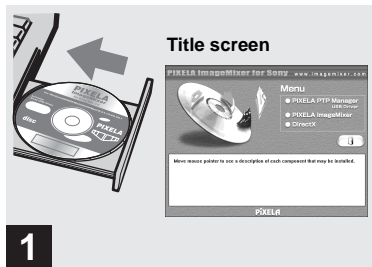 Title screen
PIXELA ImageMixer for Sony www.imagemixer.com
Menu
PIXELA PTP Manager
USB Driver
PIXELA ImageMixer
DirectX
Move mouse pointer to see a description of each component that may be installed.
PIXELA
PIXELA
disc
PIXELA
1